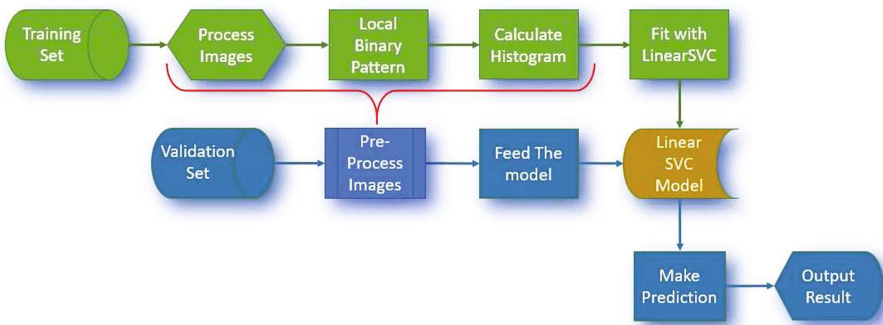 Training
Set
Process
Images
Local
Binary
Pattern
Calculate
Histogram
Fit with
LinearSVC
Validation
Set
Pre-
Process
Images
Feed The
model
Linear
SVC
Model
Make
Prediction
Output
Result